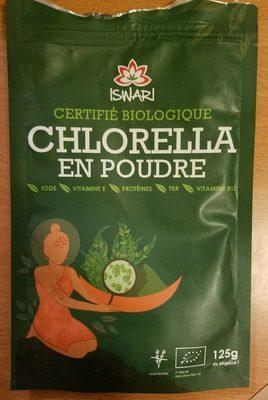 ISWARI
CERTIFIÉ BIOLOGIQUE
CHLORELLA
EN POUDRE
IODE VITAMINE E PROTÉINES FER VITAMINE B12
125g